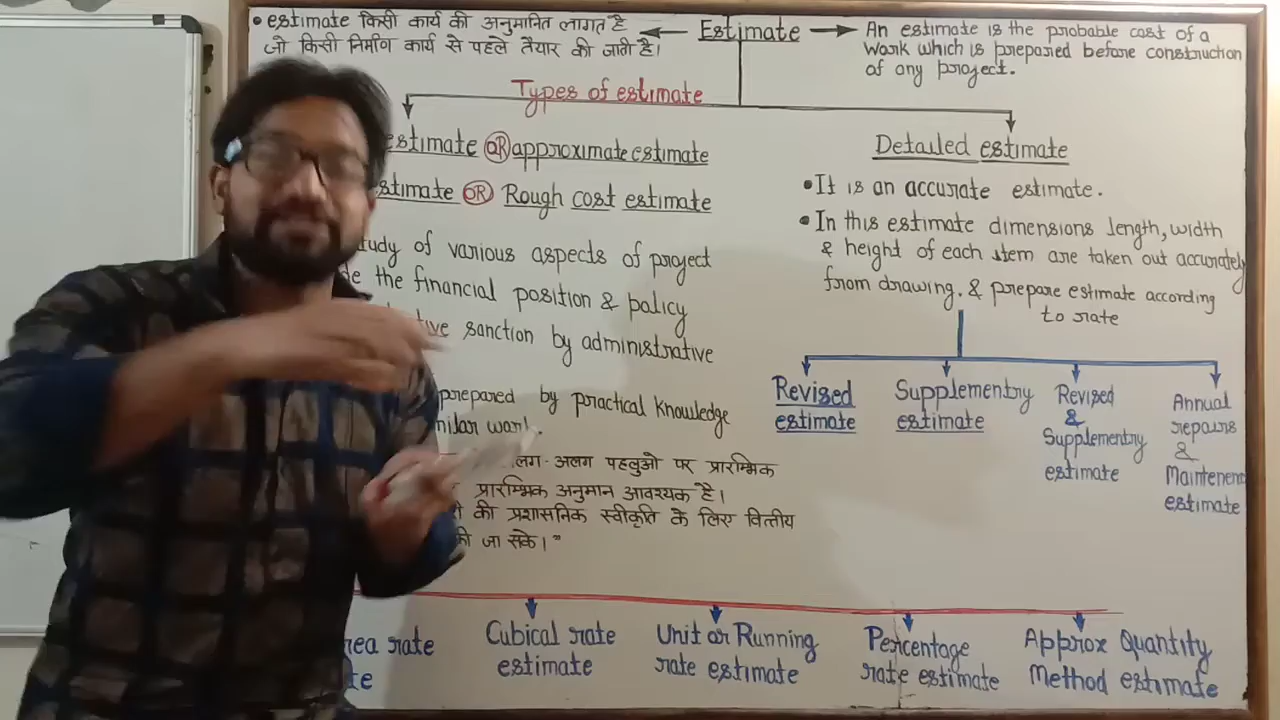 • estimate किसी कार्य की अनुमानित लागत है
जो किसी निर्माण कार्य से पहले तैयार की जाती है।
Estimate
An estimate is the probable cost of a
work which is prepared before construction
of any project.
Types of estimate
estimate OR approximate estimate
estimate OR Rough cost estimate
study of various aspects of project
the financial position & policy
sanction by administrative
prepared by practical knowledge
अलग-अलग पहलुओ पर प्रारम्भिक
प्रारम्भिक अनुमान आवश्यक है।
की प्रशासनिक स्वीकृति के लिए वित्तीय
की जा सके।"
Detailed estimate
• It is an accurate estimate.
• In this estimate dimensions length, width
& height of each item are taken out accurately
from drawing. & prepare estimate according
to rate
Revised
estimate
Supplementry
estimate
Revised
&
Supplementry
estimate
Annual
repairs
&
Maintenenc
estimate
rea rate
te
Cubical rate
estimate
Unit or Running
rate estimate
Percentage
rate estimate
Approx Quantity
Method estimate